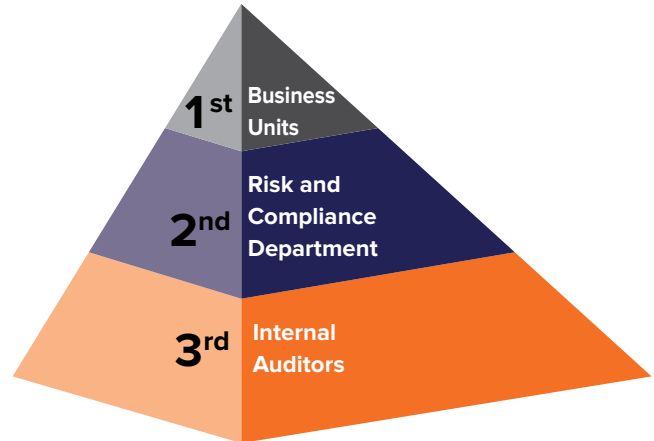 1st
Business
Units
2nd
Risk and
Compliance
Department
3rd
Internal
Auditors